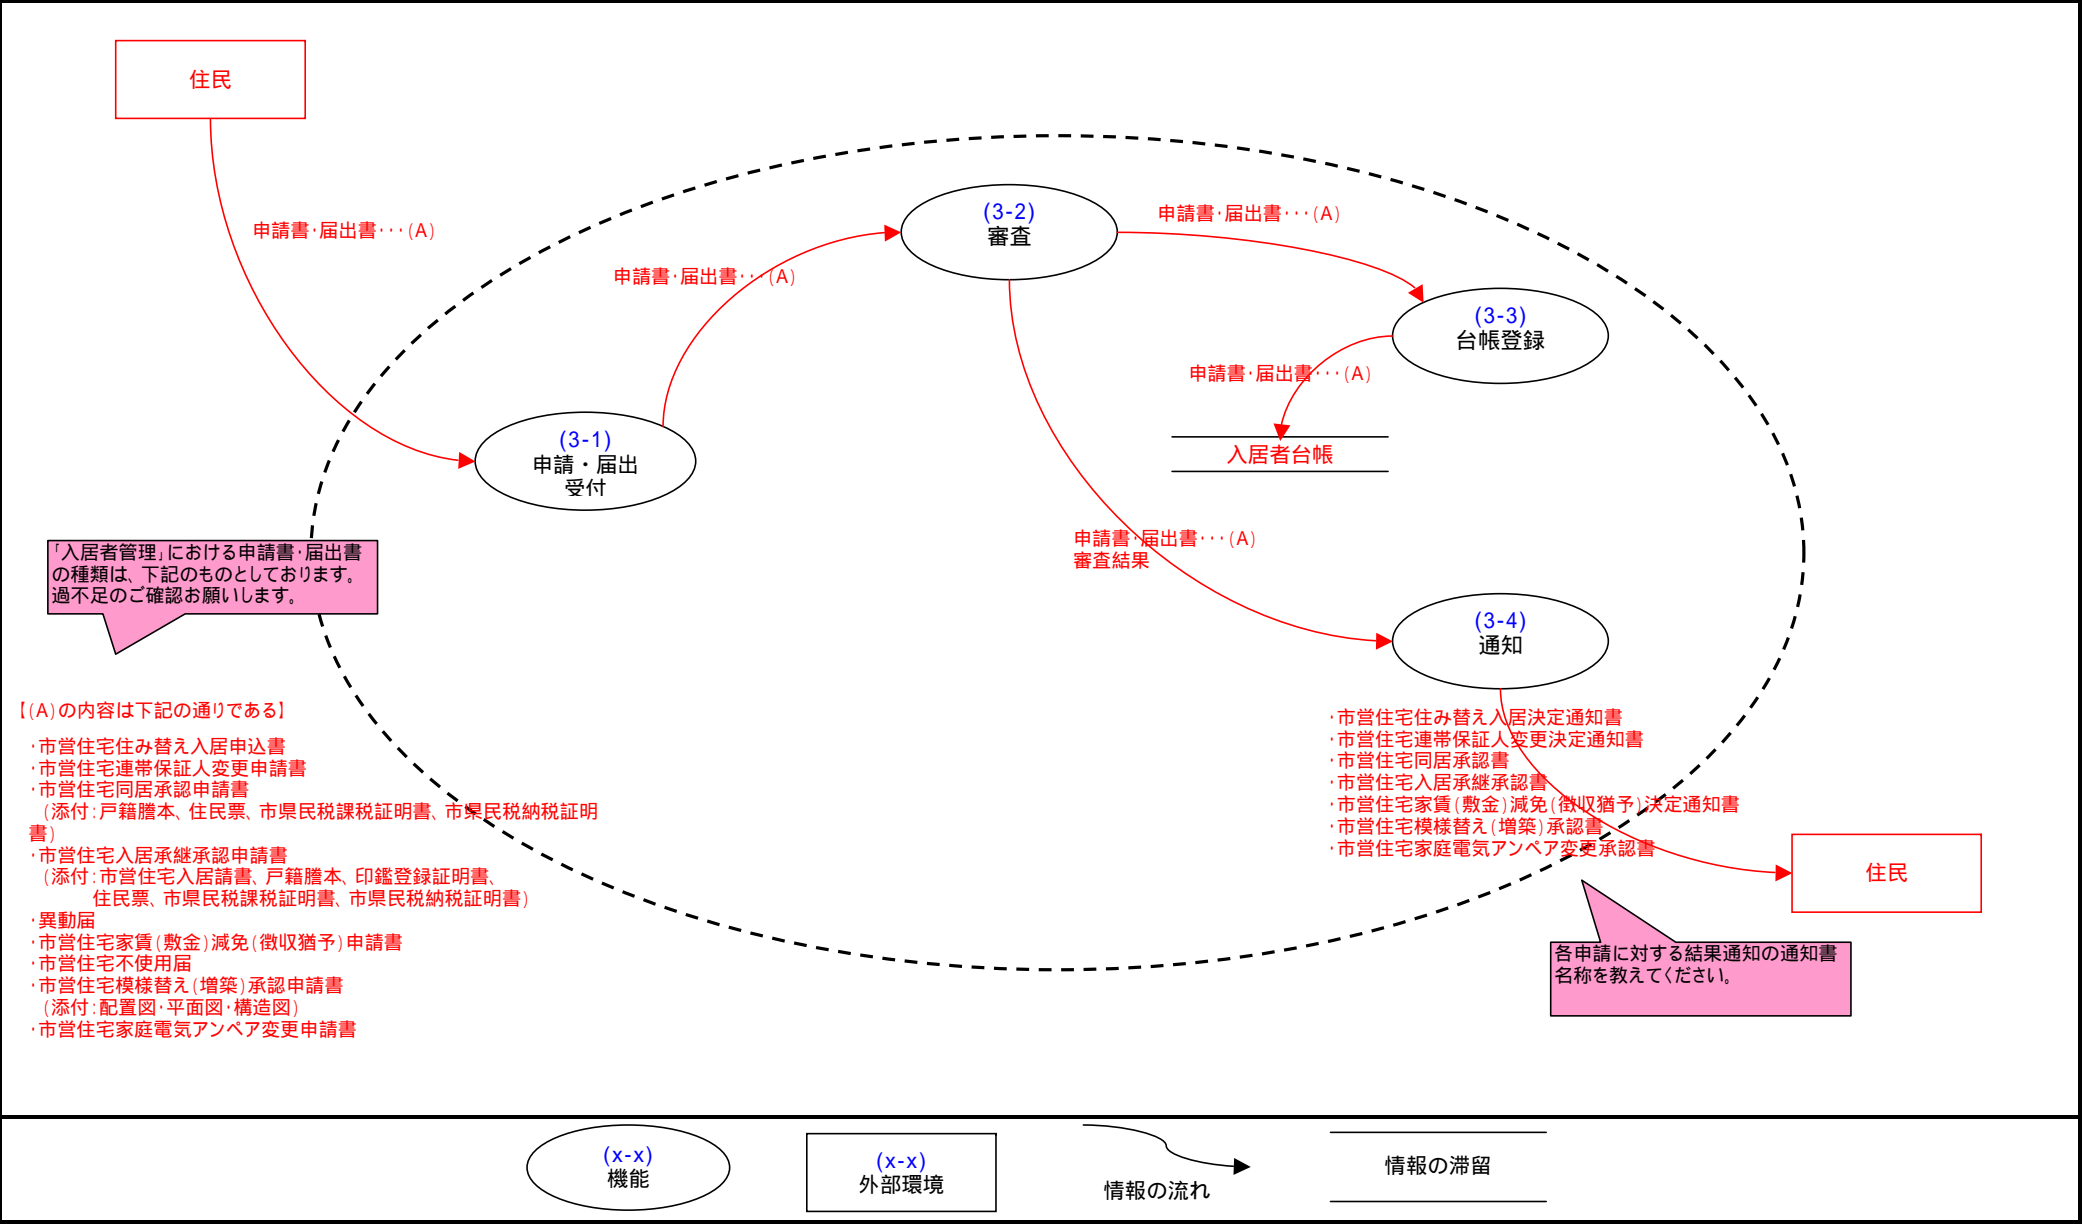 住民
申請書・届出書・・・(A)
(3-2)
審査
申請書・届出書・・・(A)
申請書・届出書・・・(A)
(3-3)
台帳登録
申請書・届出書・・・(A)
入居者台帳
(3-1)
申請・届出
受付
申請書・届出書・・・(A)
審査結果
「入居者管理」における申請書・届出書
の種類は、下記のものとしております。
過不足のご確認お願いします。
(3-4)
通知
【(A)の内容は下記の通りである】
・市営住宅住み替え入居申込書
・市営住宅連帯保証人変更申請書
・市営住宅同居承認申請書
(添付:戸籍謄本、住民票、市県民税課税証明書、市県民税納税証明
書)
・市営住宅入居承継承認申請書
(添付:市営住宅入居請書、戸籍謄本、印鑑登録証明書、
住民票、市県民税課税証明書、市県民税納税証明書)
・異動届
・市営住宅家賃(敷金)減免(徴収猶予)申請書
・市営住宅不使用届
・市営住宅模様替え(増築)承認申請書
(添付:配置図・平面図・構造図)
・市営住宅家庭電気アンペア変更申請書
・市営住宅住み替え入居決定通知書
・市営住宅連帯保証人変更決定通知書
・市営住宅同居承認書
・市営住宅入居承継承認書
・市営住宅家賃(敷金)減免(徴収猶予)決定通知書
・市営住宅模様替え(増築)承認書
・市営住宅家庭電気アンペア変更承認書
住民
各申請に対する結果通知の通知書
名称を教えてください。
(x-x)
機能
(x-x)
外部環境
情報の流れ
情報の滞留